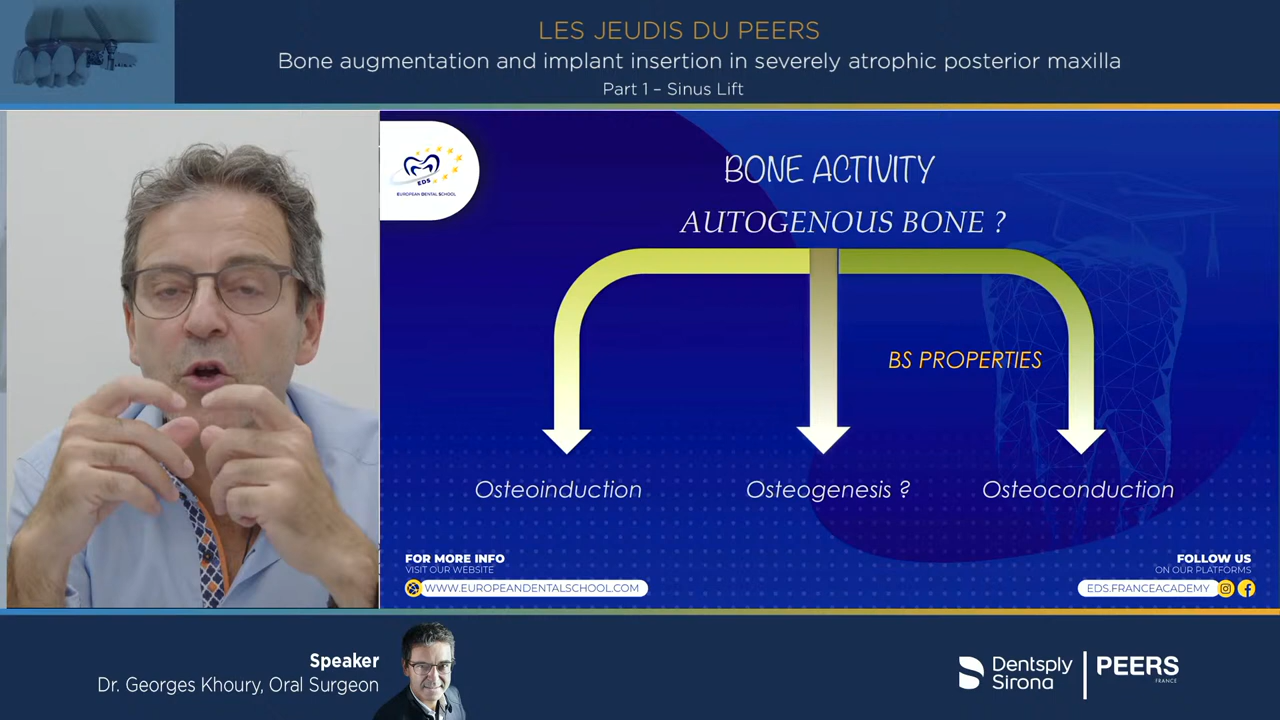 LES JEUDIS DU PEERS
Bone augmentation and implant insertion in severely atrophic posterior maxilla
Part 1 – Sinus Lift
EDS
EUROPEAN DENTAL SCHOOL
BONE ACTIVITY
AUTOGENOUS BONE ?
BS PROPERTIES
Osteoinduction
Osteogenesis ?
Osteoconduction
FOR MORE INFO
VISIT OUR WEBSITE
WWW.EUROPEANDENTALSCHOOL.COM
FOLLOW US
ON OUR PLATFORMS
EDS.FRANCEACADEMY
Speaker
Dr. Georges Khoury, Oral Surgeon
Dentsply
Sirona
PEERS
FRANCE